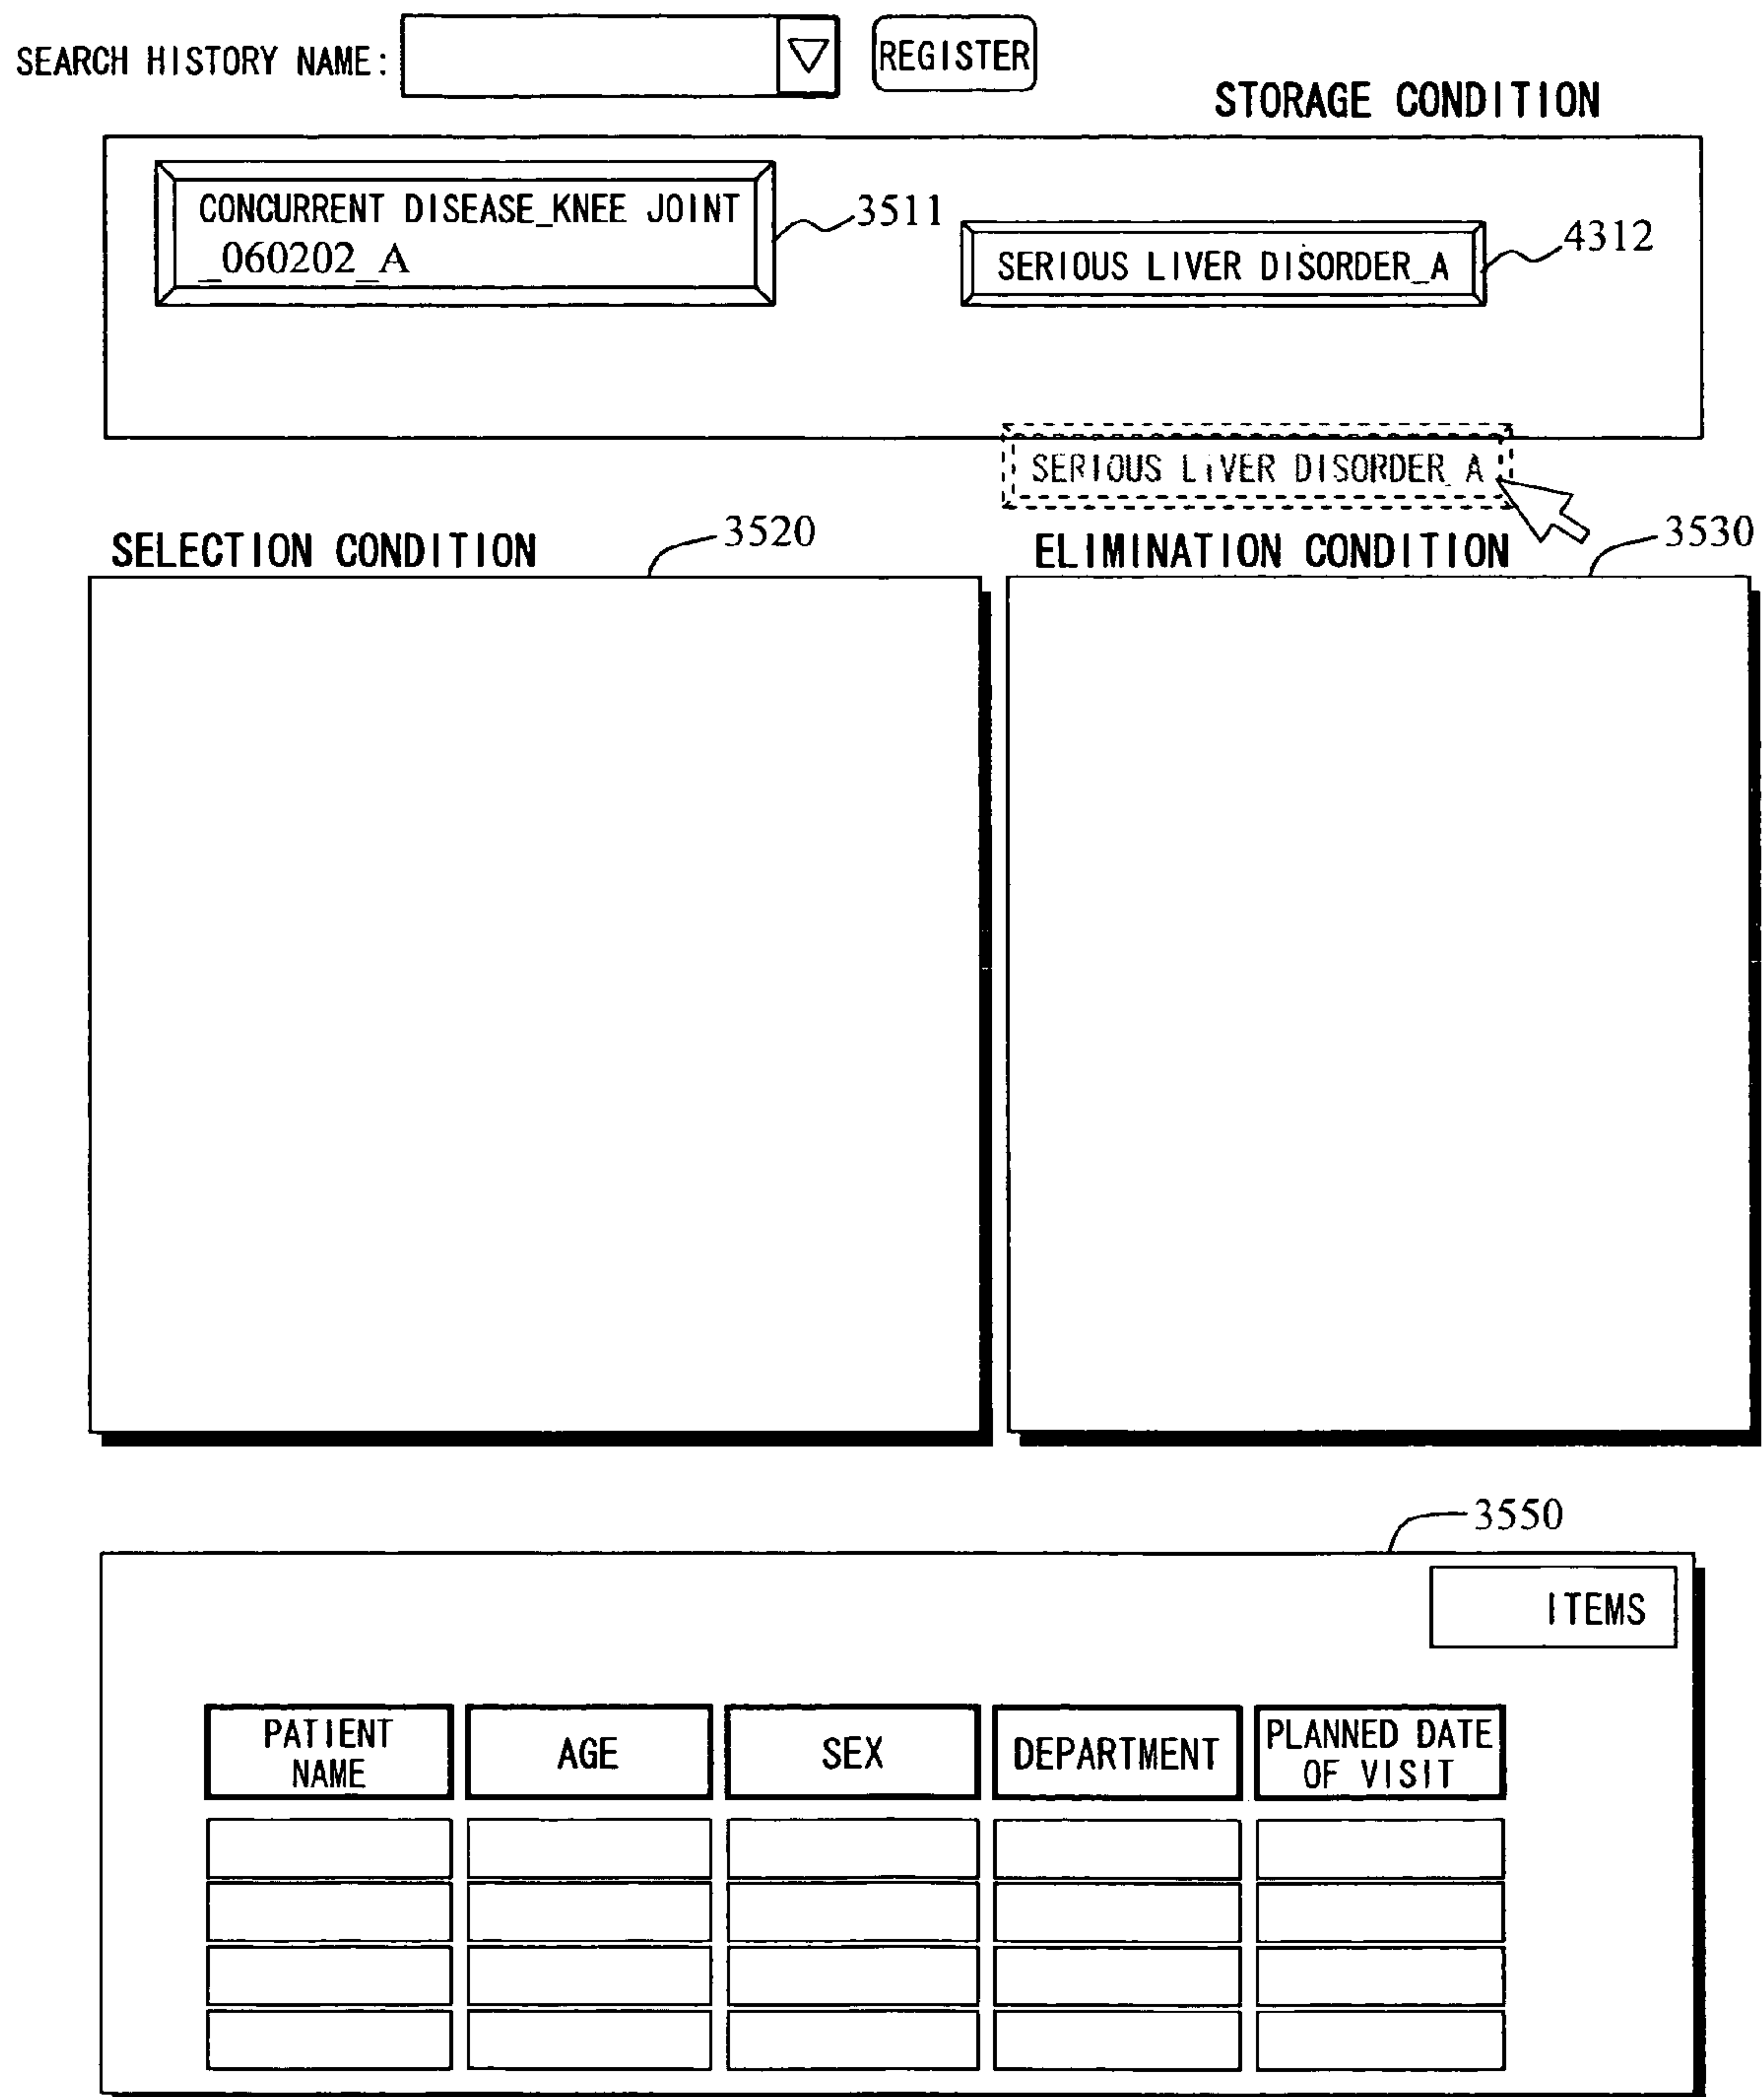 SEARCH HISTORY NAME:
REGISTER
STORAGE CONDITION
CONCURRENT DISEASE_KNEE JOINT
_060202_A
3511
SERIOUS LIVER DISORDER_A
4312
SERIOUS LIVER DISORDER_A
SELECTION CONDITION
3520
ELIMINATION CONDITION
3530
3550
ITEMS
PATIENT
NAME
AGE
SEX
DEPARTMENT
PLANNED DATE
OF VISIT